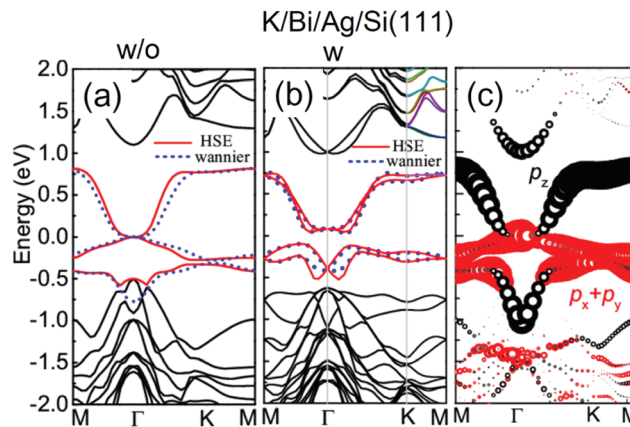 K/Bi/Ag/Si(111)
w/o
w
(a)
(b)
(c)
HSE
wannier
HSE
wannier
p_z
p_x+p_y
Energy (eV)
2.0
1.5
1.0
0.5
0.0
-0.5
-1.0
-1.5
-2.0
M Γ K M
M Γ K M
M Γ K M